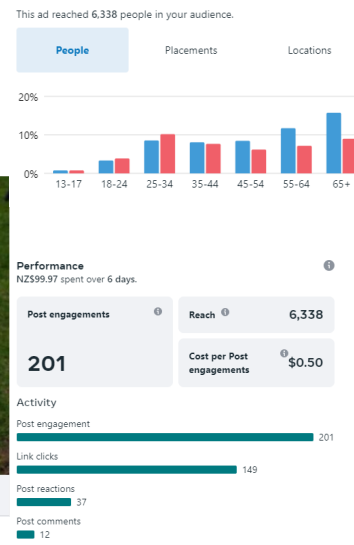 This ad reached 6,338 people in your audience.
People Placements Locations
20%
10%
0%
13-17 18-24 25-34 35-44 45-54 55-64 65+
Performance
NZ$99.97 spent over 6 days.
Post engagements
201
Reach 6,338
Cost per Post engagements $0.50
Activity
Post engagement
201
Link clicks
149
Post reactions
37
Post comments
12